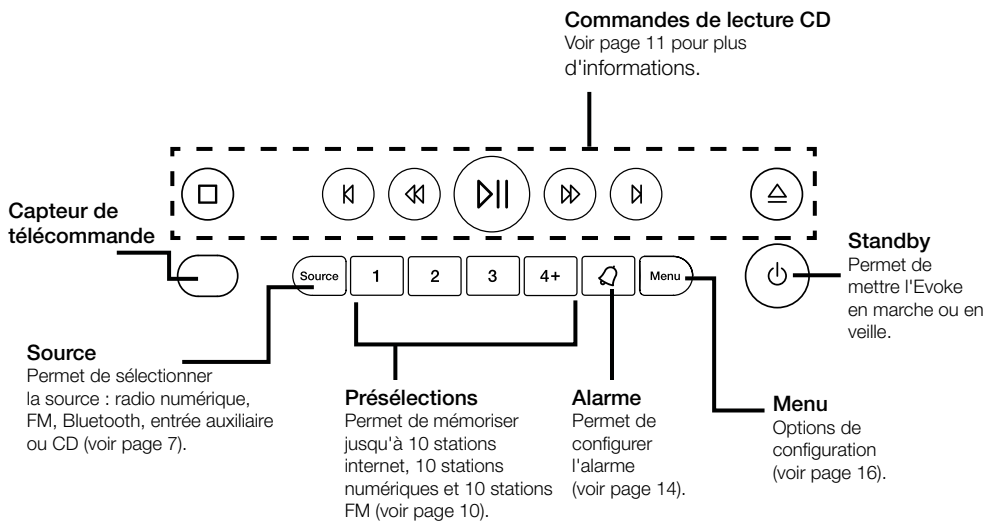 Commandes de lecture CD
Voir page 11 pour plus
d'informations.
Capteur de
télécommande
Source
1
2
3
4+
Menu
Standby
Permet de
mettre l'Evoke
en marche ou en
veille.
Source
Permet de sélectionner
la source : radio numérique,
FM, Bluetooth, entrée auxiliaire
ou CD (voir page 7).
Présélections
Permet de mémoriser
jusqu'à 10 stations
internet, 10 stations
numériques et 10 stations
FM (voir page 10).
Alarme
Permet de
configurer
l'alarme
(voir page 14).
Menu
Options de
configuration
(voir page 16).